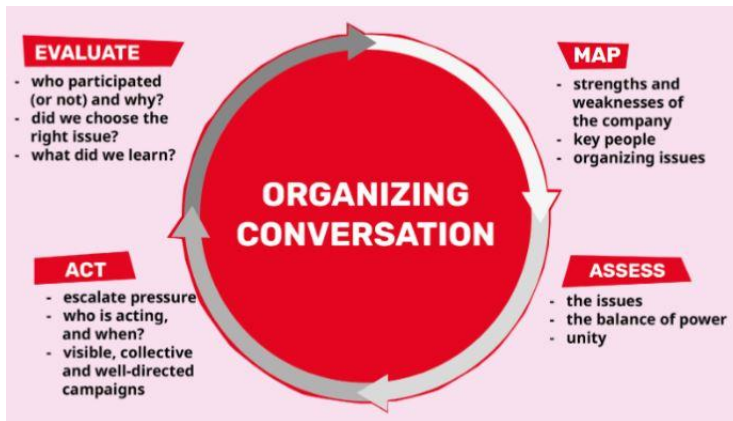 EVALUATE
- who participated
(or not) and why?
- did we choose the
right issue?
- what did we learn?
MAP
- strengths and
weaknesses of
the company
- key people
- organizing issues
ORGANIZING
CONVERSATION
ACT
- escalate pressure
- who is acting,
and when?
- visible, collective
and well-directed
campaigns
ASSESS
- the issues
- the balance of power
- unity